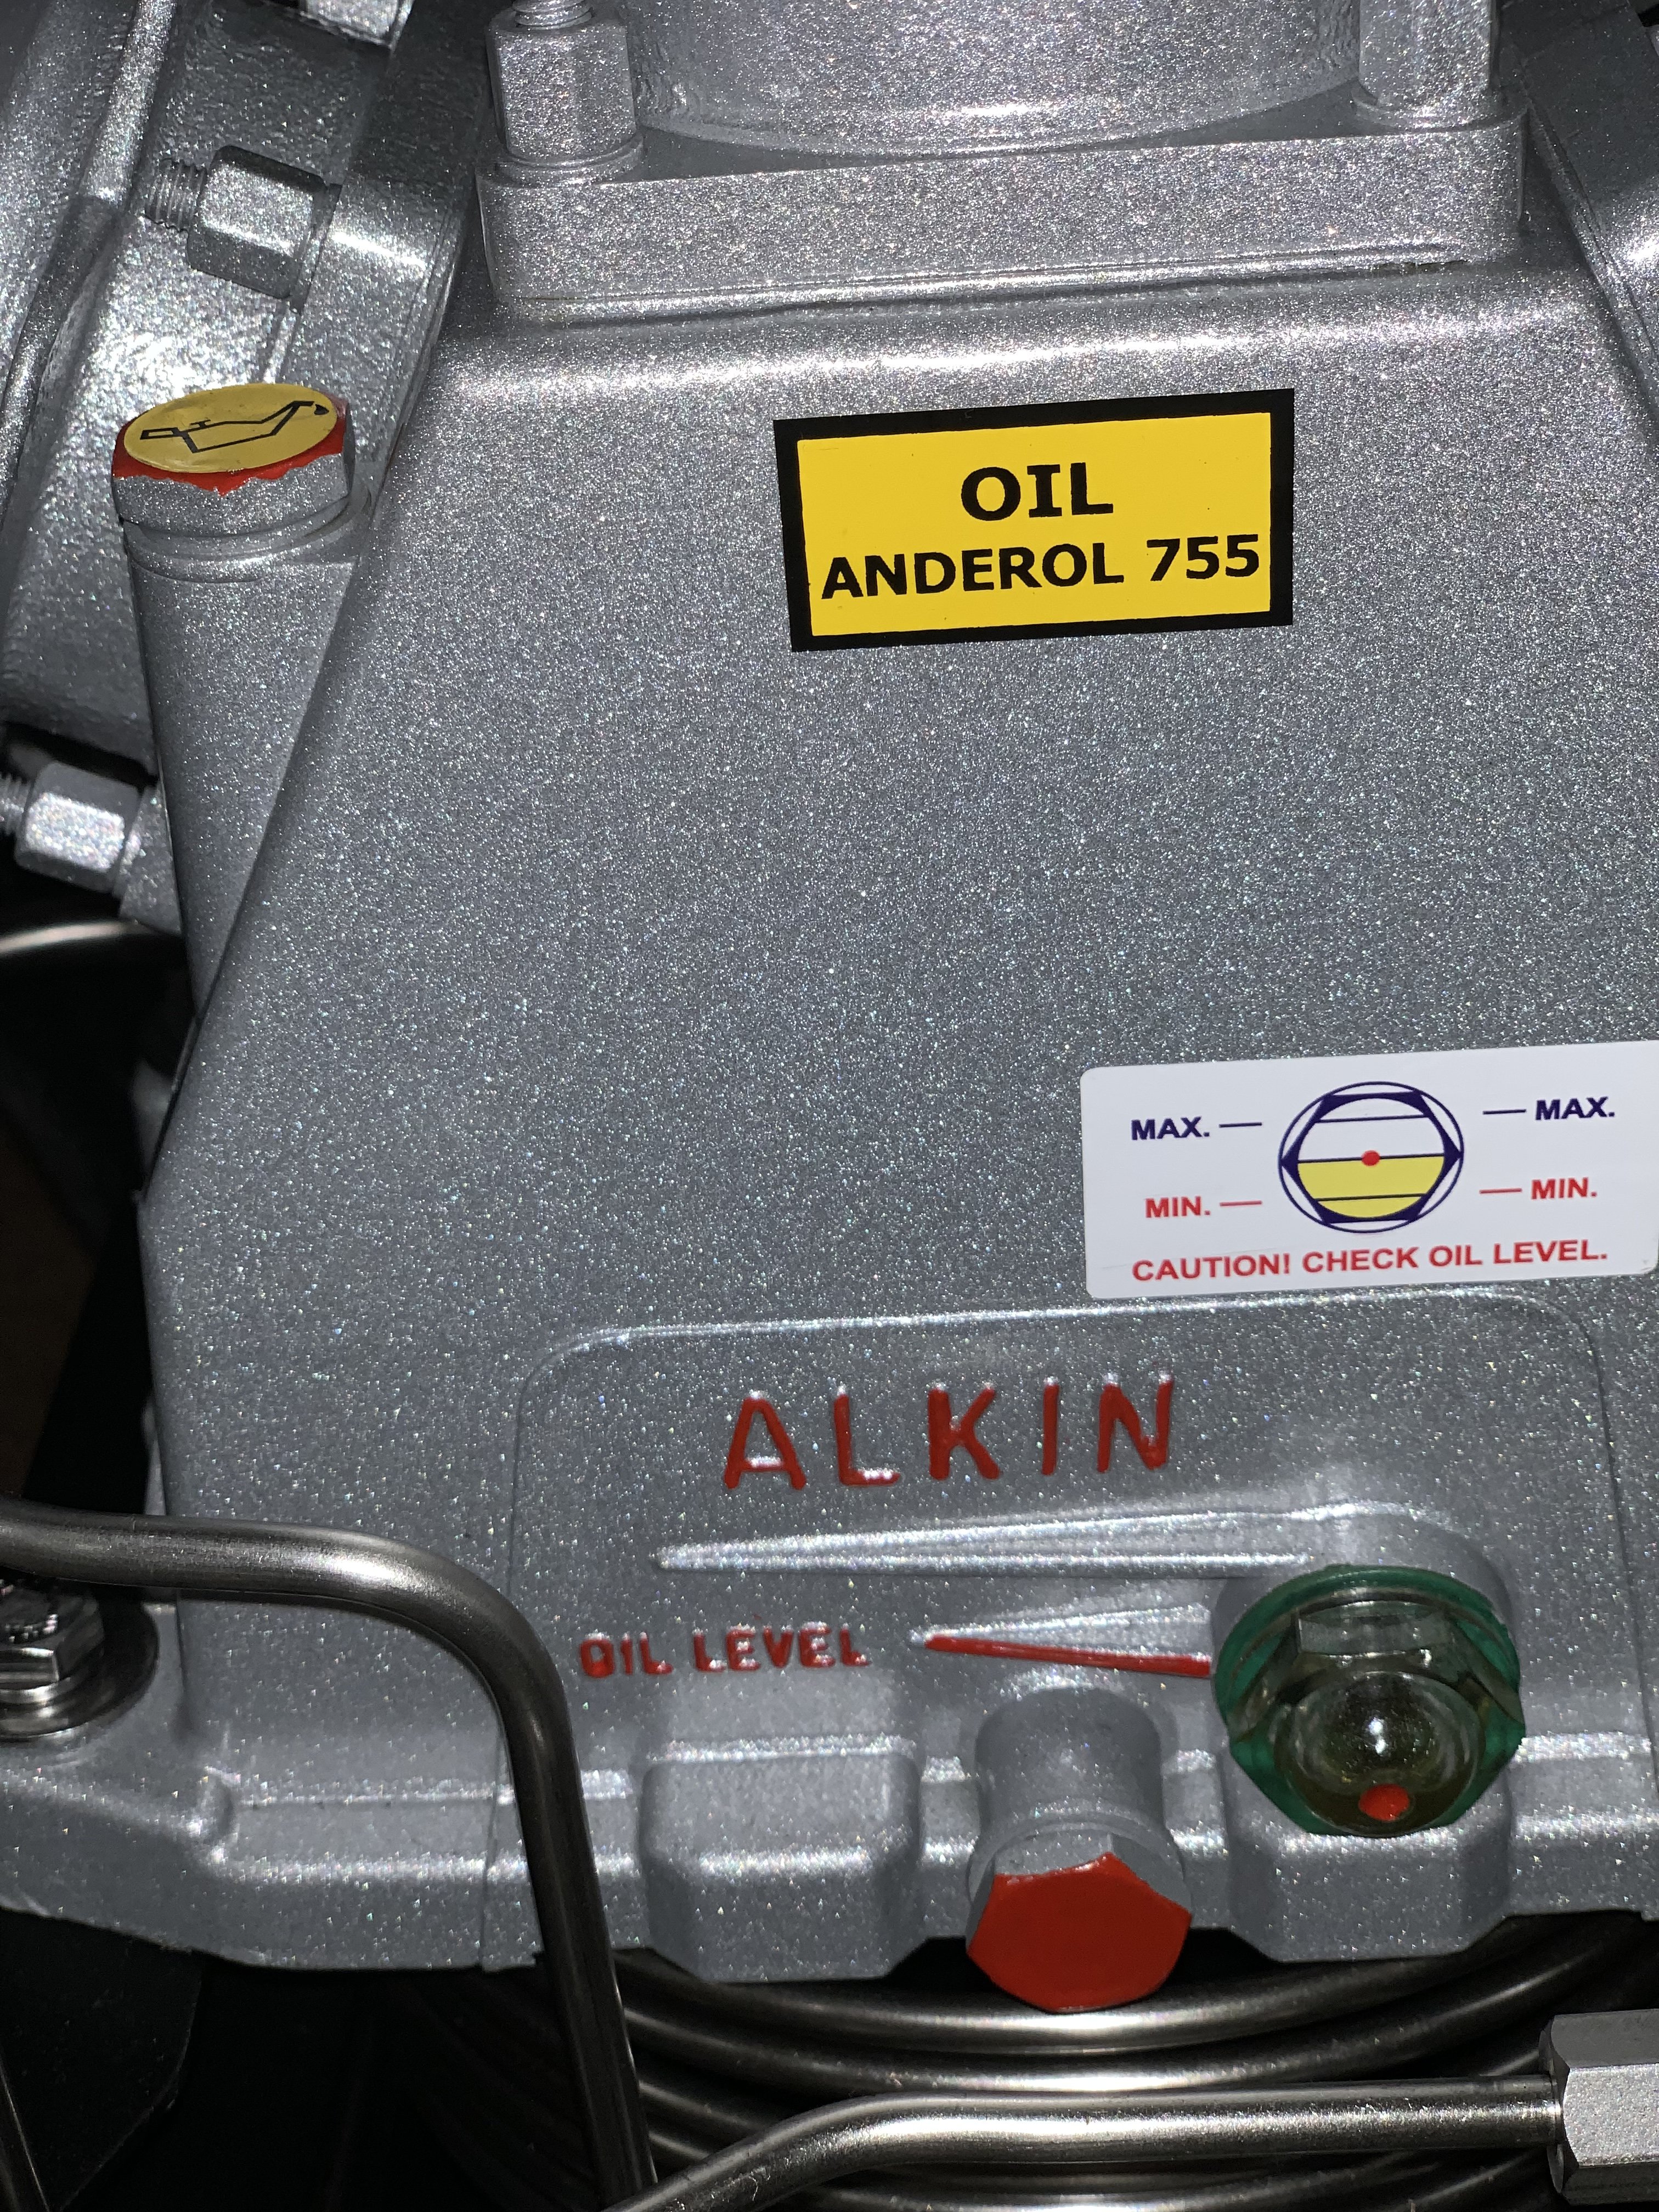 OIL
ANDEROL 755
MAX. MAX.
MIN. MIN.
CAUTION! CHECK OIL LEVEL.
ALKIN
OIL LEVEL